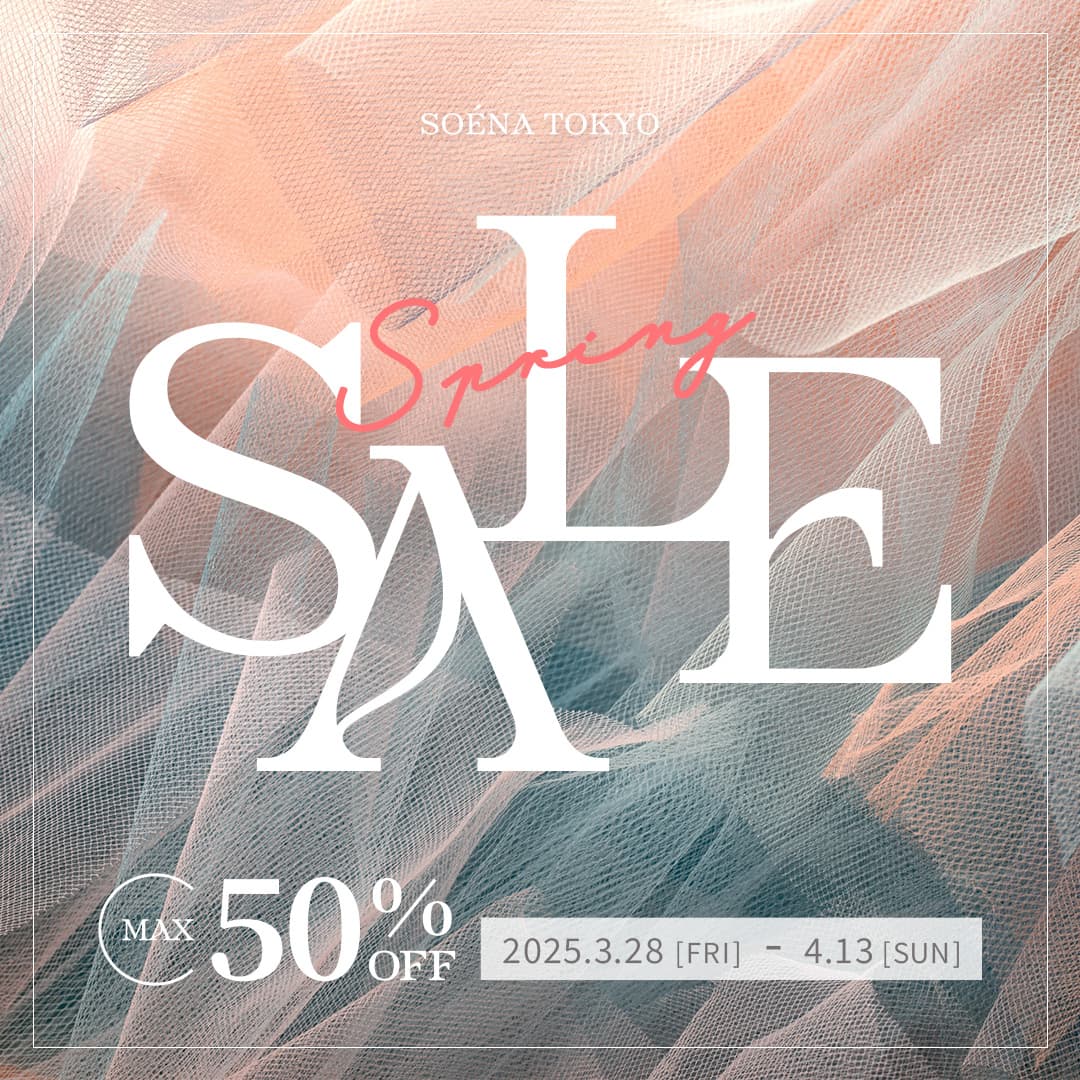 SOÉNA TOKYO
Spring
SALE
MAX 50% OFF
2025.3.28 [FRI] - 4.13 [SUN]